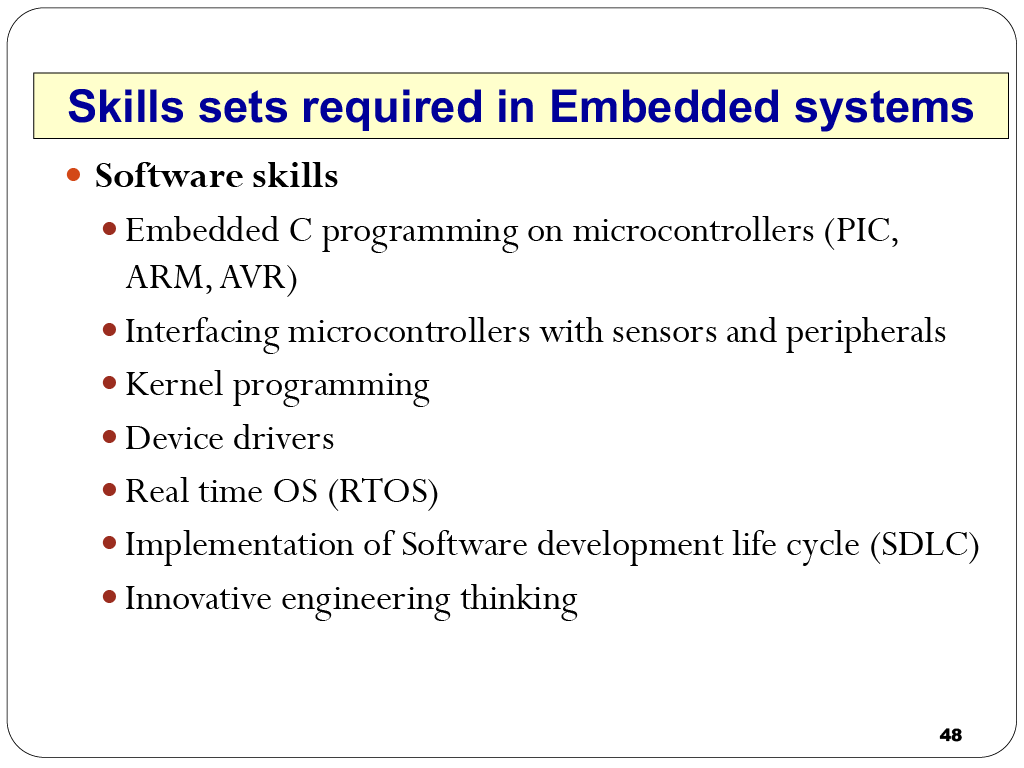 Skills sets required in Embedded systems
Software skills
Embedded C programming on microcontrollers (PIC,
ARM, AVR)
Interfacing microcontrollers with sensors and peripherals
Kernel programming
Device drivers
Real time OS (RTOS)
Implementation of Software development life cycle (SDLC)
Innovative engineering thinking
48